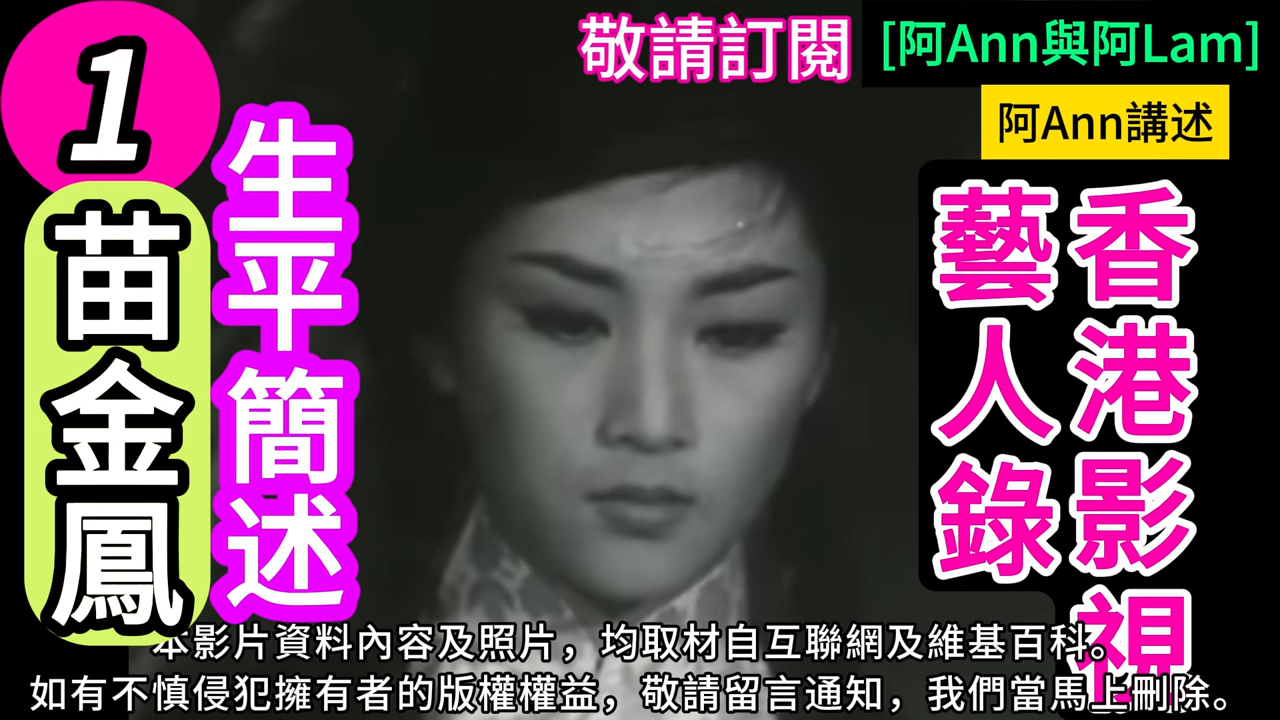 1
苗金鳳
生平簡述
敬請訂閱
[阿Ann與阿Lam]
阿Ann講述
香港影視
藝人錄
本影片資料內容及照片，均取材自互聯網及維基百科。
如有不慎侵犯擁有者的版權權益，敬請留言通知，我們當馬上刪除。